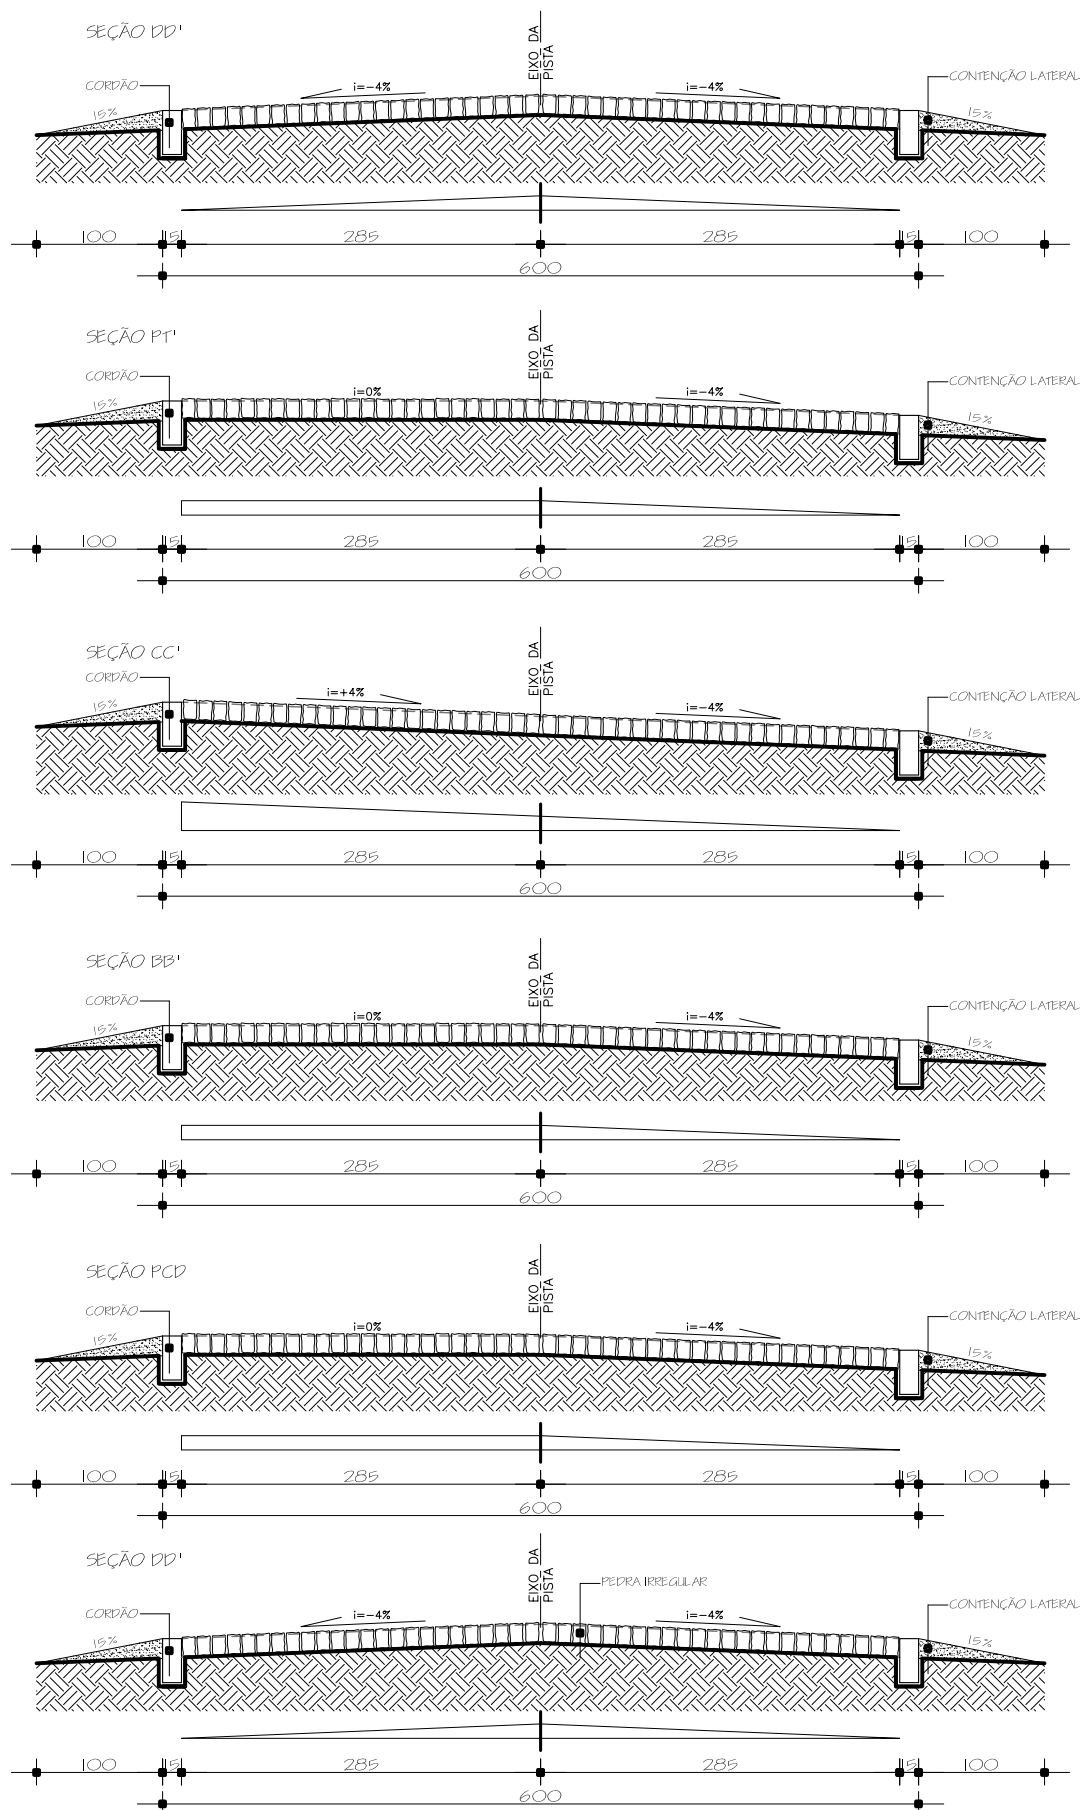 SEÇÃO DD'
EIXO DA
PISTA
CORDÃO
i=-4%
i=-4%
CONTENÇÃO LATERAL
15%
15%
100 15 285 285 15 100
600
SEÇÃO PT'
EIXO DA
PISTA
CORDÃO
i=0%
i=-4%
CONTENÇÃO LATERAL
15%
15%
100 15 285 285 15 100
600
SEÇÃO CC'
EIXO DA
PISTA
CORDÃO
i=+4%
i=-4%
CONTENÇÃO LATERAL
15%
15%
100 15 285 285 15 100
600
SEÇÃO BB'
EIXO DA
PISTA
CORDÃO
i=0%
i=-4%
CONTENÇÃO LATERAL
15%
15%
100 15 285 285 15 100
600
SEÇÃO PCD
EIXO DA
PISTA
CORDÃO
i=0%
i=-4%
CONTENÇÃO LATERAL
15%
15%
100 15 285 285 15 100
600
SEÇÃO DD'
EIXO DA
PISTA
PEDRA IRREGULAR
CORDÃO
i=-4%
i=-4%
CONTENÇÃO LATERAL
15%
15%
100 15 285 285 15 100
600